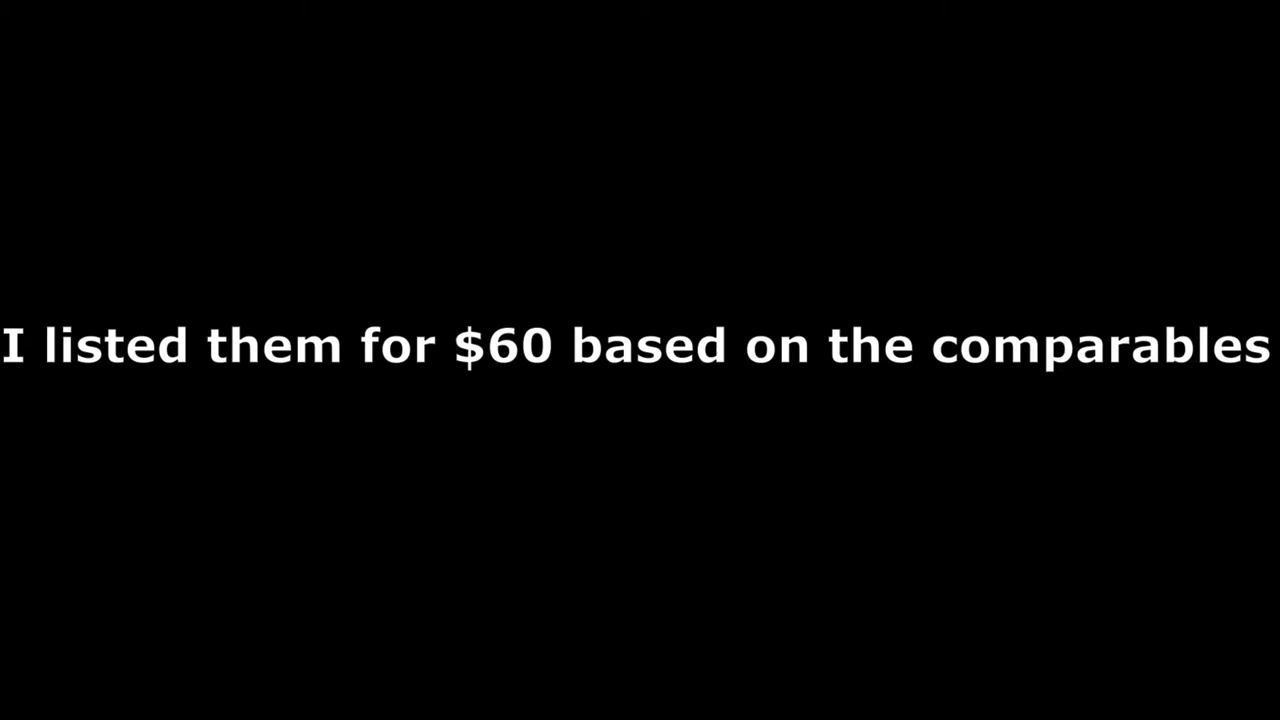 I listed them for $60 based on the comparables